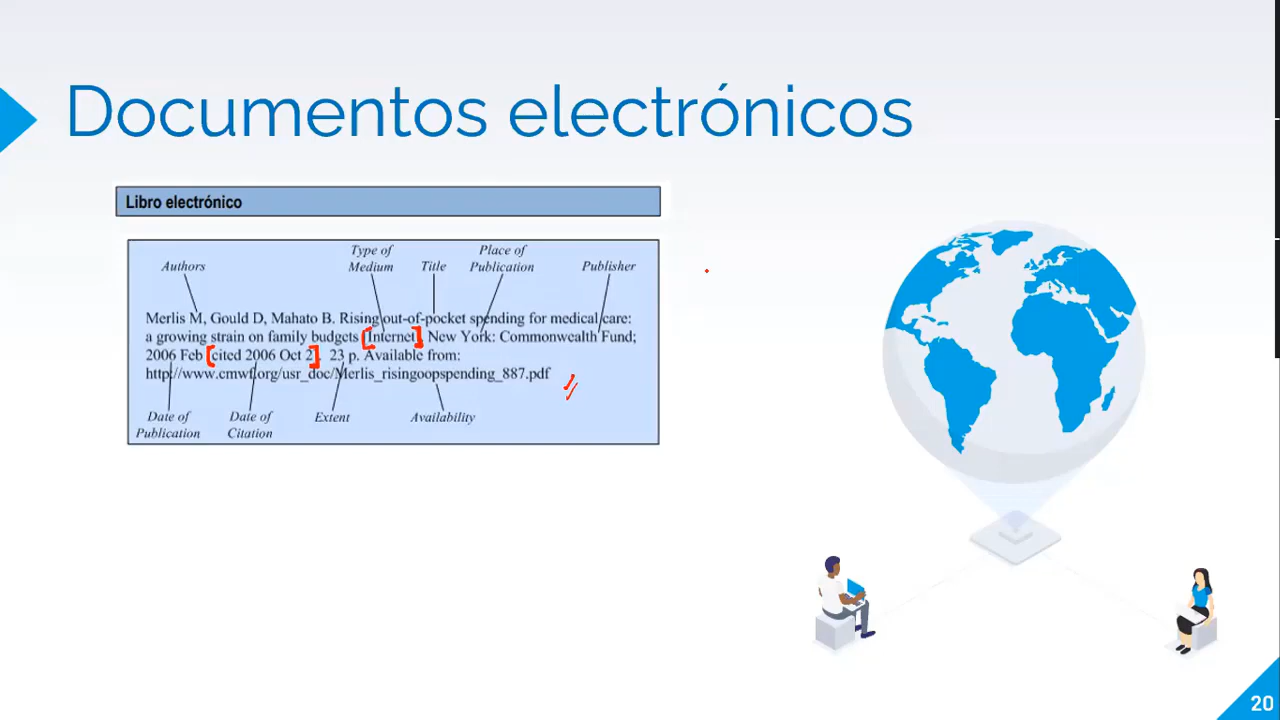 Documentos electrónicos
Libro electrónico
Type of
Place of
Authors
Medium
Title
Publication
Publisher
Merlis M, Gould D, Mahato B. Rising out-of-pocket spending for medical care:
a growing strain on family budgets [Internet]. New York: Commonwealth Fund;
2006 Feb [cited 2006 Oct 2]. 23 p. Available from:
http://www.cmwf.org/usr_doc/Merlis_risingoopspending_887.pdf
Date of
Date of
Extent
Availability
Publication
Citation
20